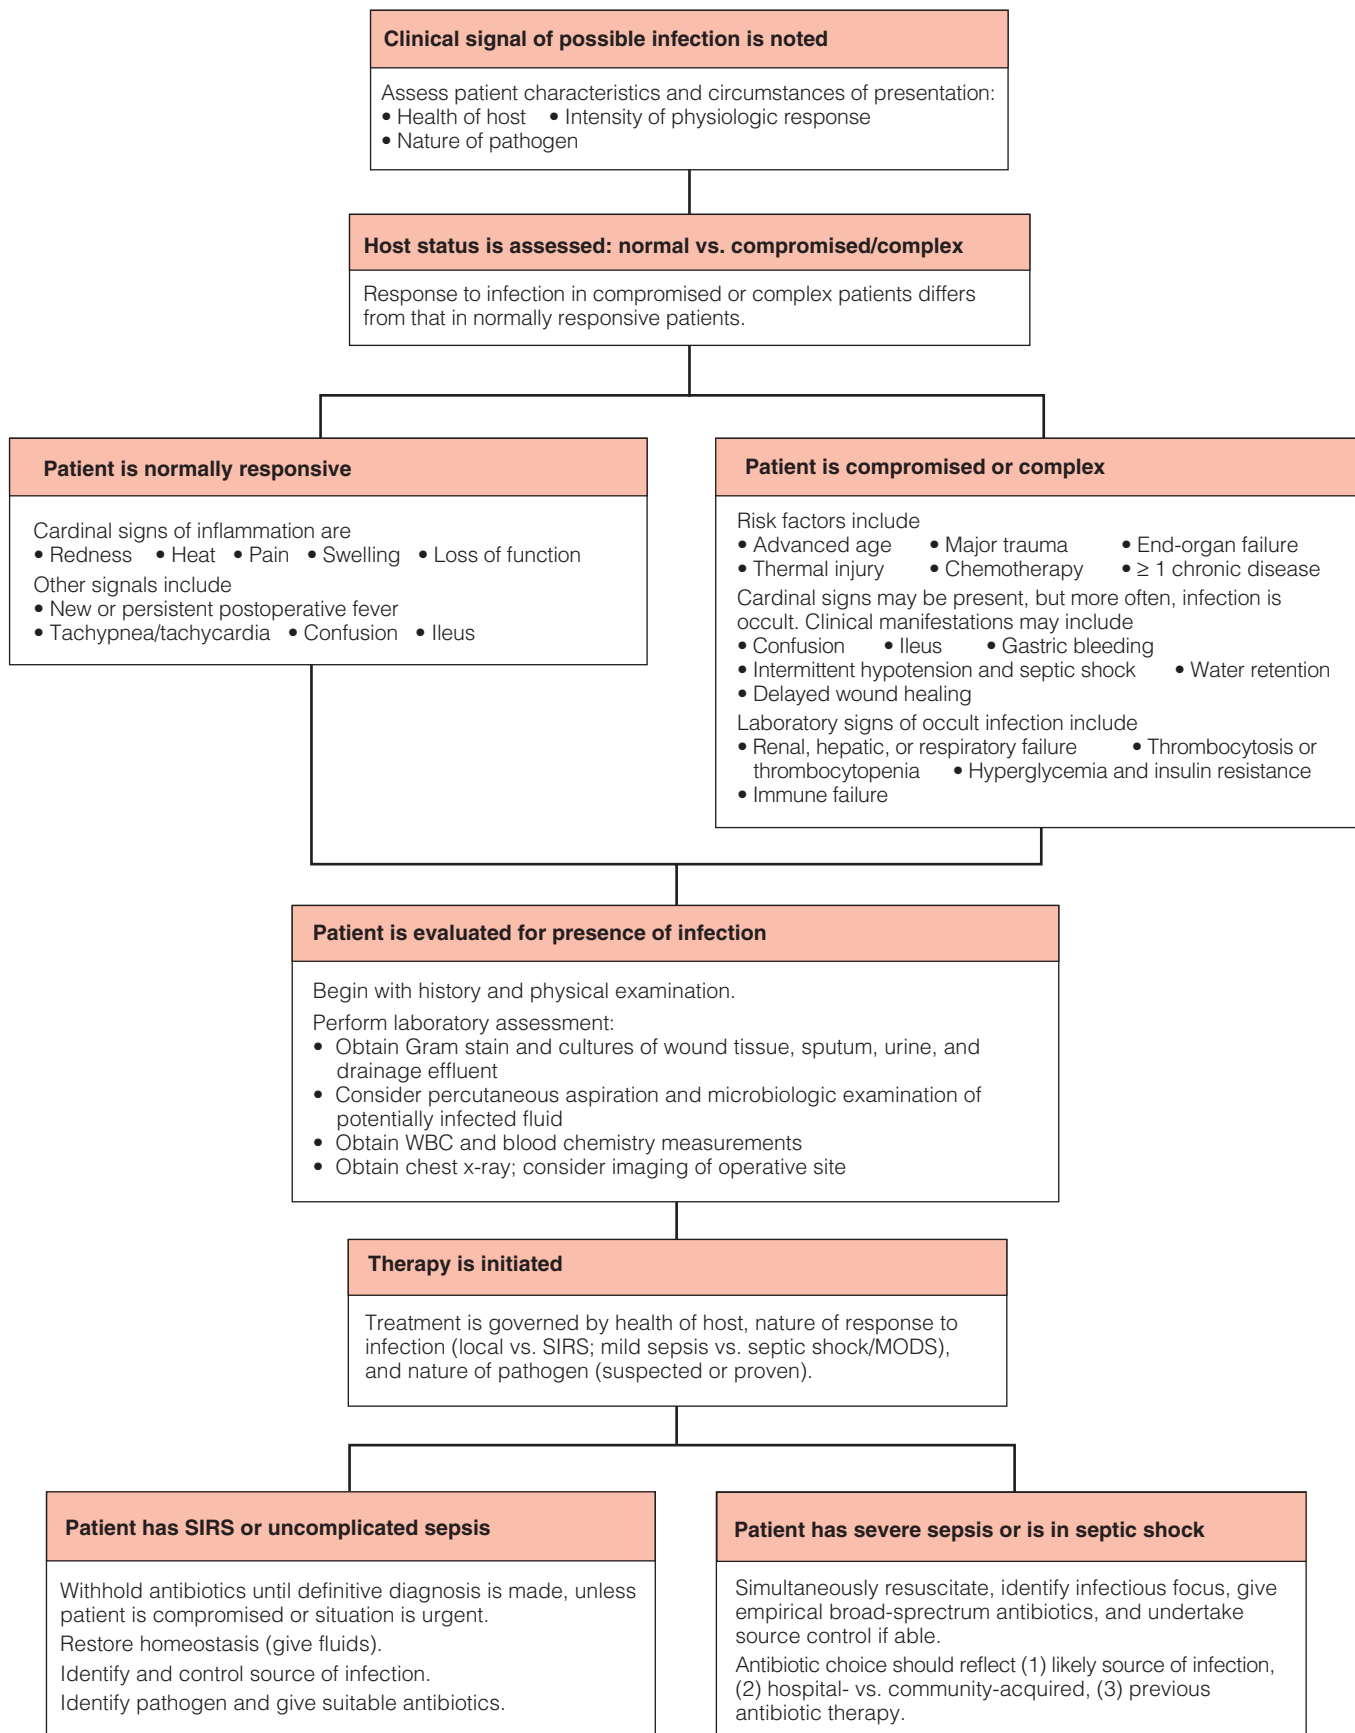 Clinical signal of possible infection is noted
Assess patient characteristics and circumstances of presentation:
• Health of host • Intensity of physiologic response
• Nature of pathogen
Host status is assessed: normal vs. compromised/complex
Response to infection in compromised or complex patients differs
from that in normally responsive patients.
Patient is normally responsive
Cardinal signs of inflammation are
• Redness • Heat • Pain • Swelling • Loss of function
Other signals include
• New or persistent postoperative fever
• Tachypnea/tachycardia • Confusion • Ileus
Patient is compromised or complex
Risk factors include
• Advanced age • Major trauma • End-organ failure
• Thermal injury • Chemotherapy • ≥ 1 chronic disease
Cardinal signs may be present, but more often, infection is
occult. Clinical manifestations may include
• Confusion • Ileus • Gastric bleeding
• Intermittent hypotension and septic shock • Water retention
• Delayed wound healing
Laboratory signs of occult infection include
• Renal, hepatic, or respiratory failure • Thrombocytosis or
thrombocytopenia • Hyperglycemia and insulin resistance
• Immune failure
Patient is evaluated for presence of infection
Begin with history and physical examination.
Perform laboratory assessment:
• Obtain Gram stain and cultures of wound tissue, sputum, urine, and
drainage effluent
• Consider percutaneous aspiration and microbiologic examination of
potentially infected fluid
• Obtain WBC and blood chemistry measurements
• Obtain chest x-ray; consider imaging of operative site
Therapy is initiated
Treatment is governed by health of host, nature of response to
infection (local vs. SIRS; mild sepsis vs. septic shock/MODS),
and nature of pathogen (suspected or proven).
Patient has SIRS or uncomplicated sepsis
Withhold antibiotics until definitive diagnosis is made, unless
patient is compromised or situation is urgent.
Restore homeostasis (give fluids).
Identify and control source of infection.
Identify pathogen and give suitable antibiotics.
Patient has severe sepsis or is in septic shock
Simultaneously resuscitate, identify infectious focus, give
empirical broad-sprectrum antibiotics, and undertake
source control if able.
Antibiotic choice should reflect (1) likely source of infection,
(2) hospital- vs. community-acquired, (3) previous
antibiotic therapy.